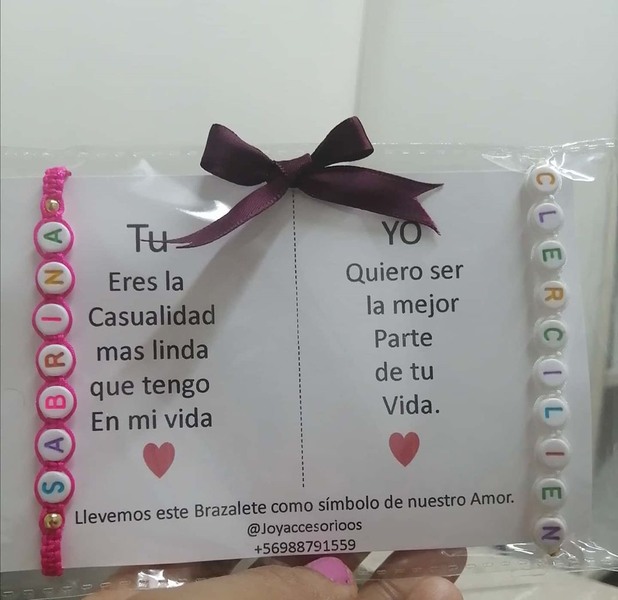 SABRINA
Tu
Eres la
Casualidad
mas linda
que tengo
En mi vida
YO
Quiero ser
la mejor
Parte
de tu
Vida.
CLERCILIEN
Llevemos este Brazalete como símbolo de nuestro Amor.
@Joyaccesorioos
+56988791559